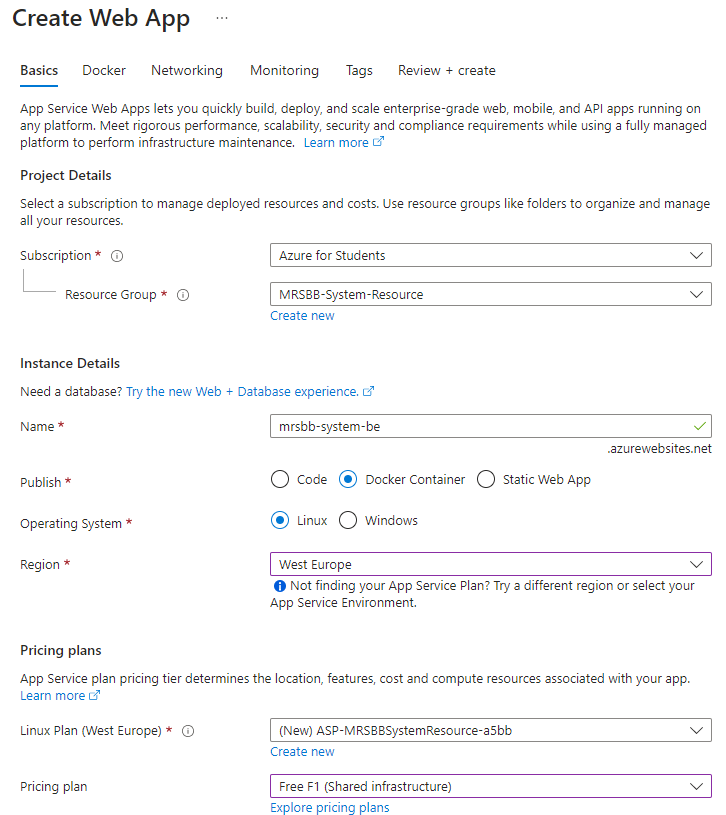 Create Web App ...
Basics Docker Networking Monitoring Tags Review + create
App Service Web Apps lets you quickly build, deploy, and scale enterprise-grade web, mobile, and API apps running on
any platform. Meet rigorous performance, scalability, security and compliance requirements while using a fully managed
platform to perform infrastructure maintenance. Learn more
Project Details
Select a subscription to manage deployed resources and costs. Use resource groups like folders to organize and manage
all your resources.
Subscription * Azure for Students
Resource Group * MRSBB-System-Resource
Create new
Instance Details
Need a database? Try the new Web + Database experience.
Name * mrsbb-system-be
.azurewebsites.net
Publish * Code Docker Container Static Web App
Operating System * Linux Windows
Region * West Europe
Not finding your App Service Plan? Try a different region or select your
App Service Environment.
Pricing plans
App Service plan pricing tier determines the location, features, cost and compute resources associated with your app.
Learn more
Linux Plan (West Europe) * (New) ASP-MRSBBSystemResource-a5bb
Create new
Pricing plan Free F1 (Shared infrastructure)
Explore pricing plans